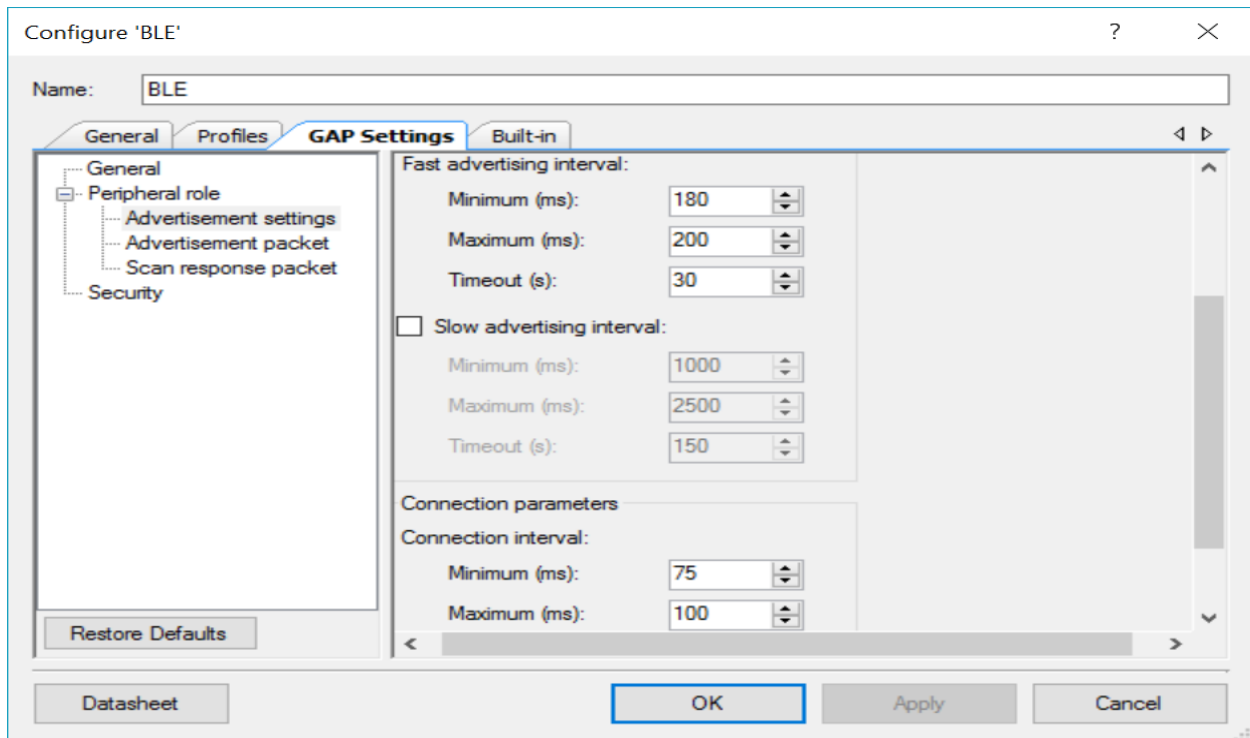 Configure 'BLE'
?
Name: BLE
General Profiles GAP Settings Built-in
General
Peripheral role
Advertisement settings
Advertisement packet
Scan response packet
Security
Restore Defaults
Fast advertising interval:
Minimum (ms): 180
Maximum (ms): 200
Timeout (s): 30
Slow advertising interval:
Minimum (ms): 1000
Maximum (ms): 2500
Timeout (s): 150
Connection parameters
Connection interval:
Minimum (ms): 75
Maximum (ms): 100
Datasheet OK Apply Cancel